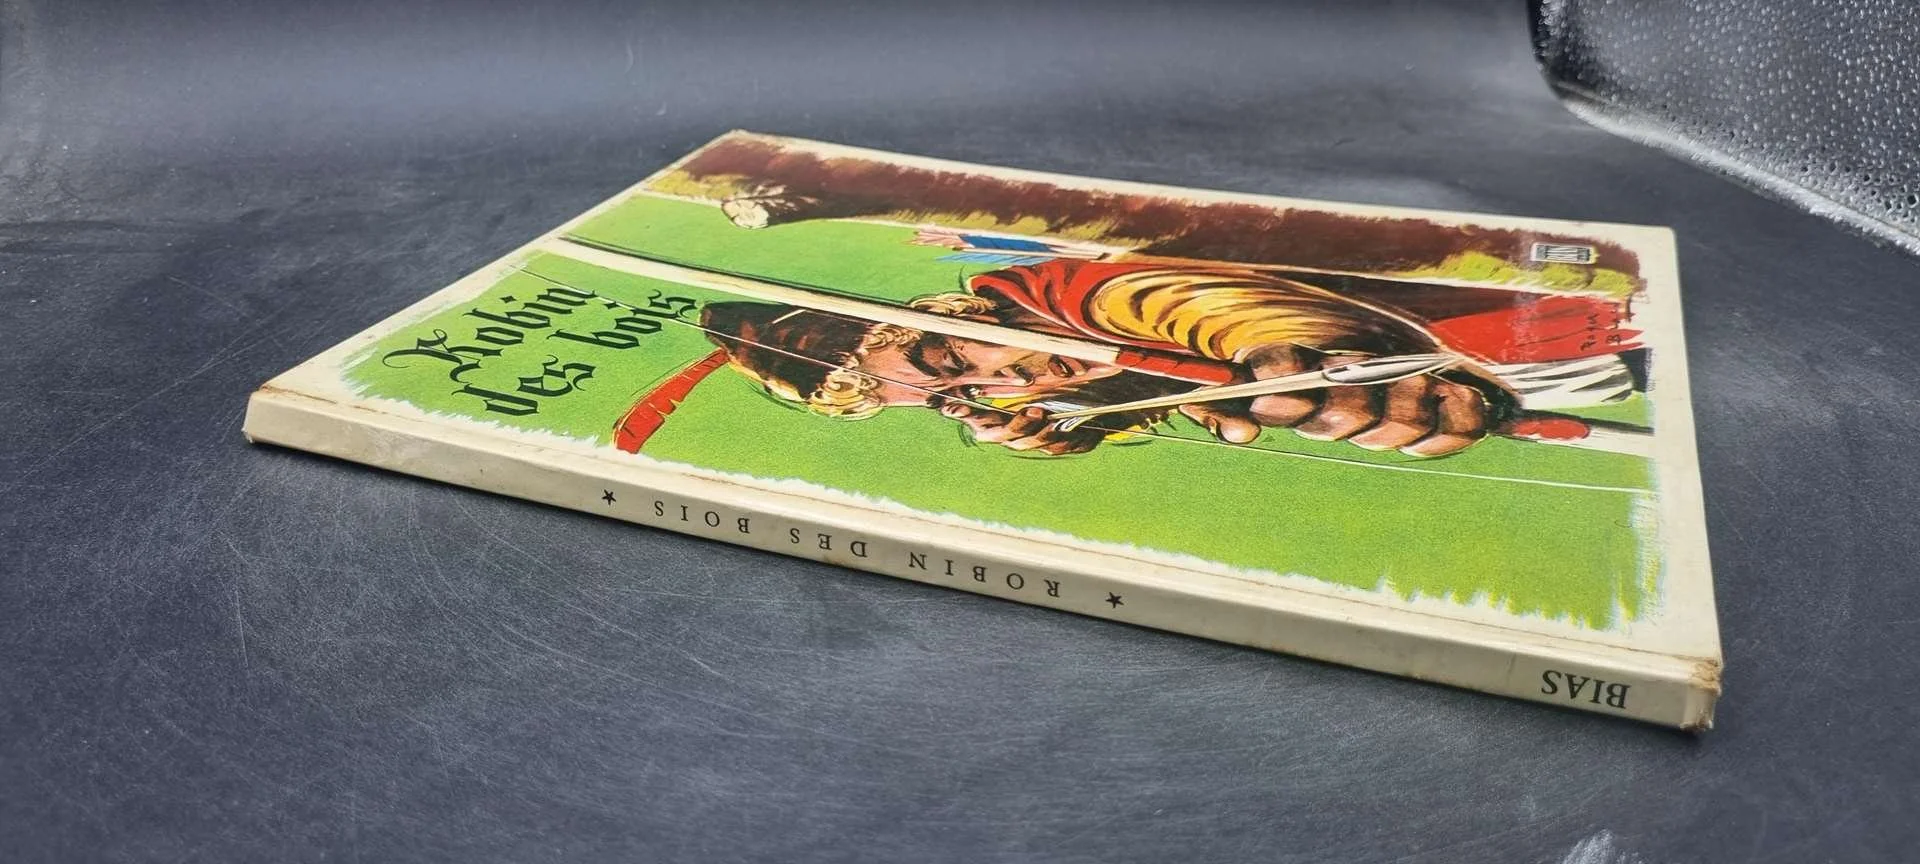 Robin
des bois
★ ROBIN DES BOIS ★
BIAS